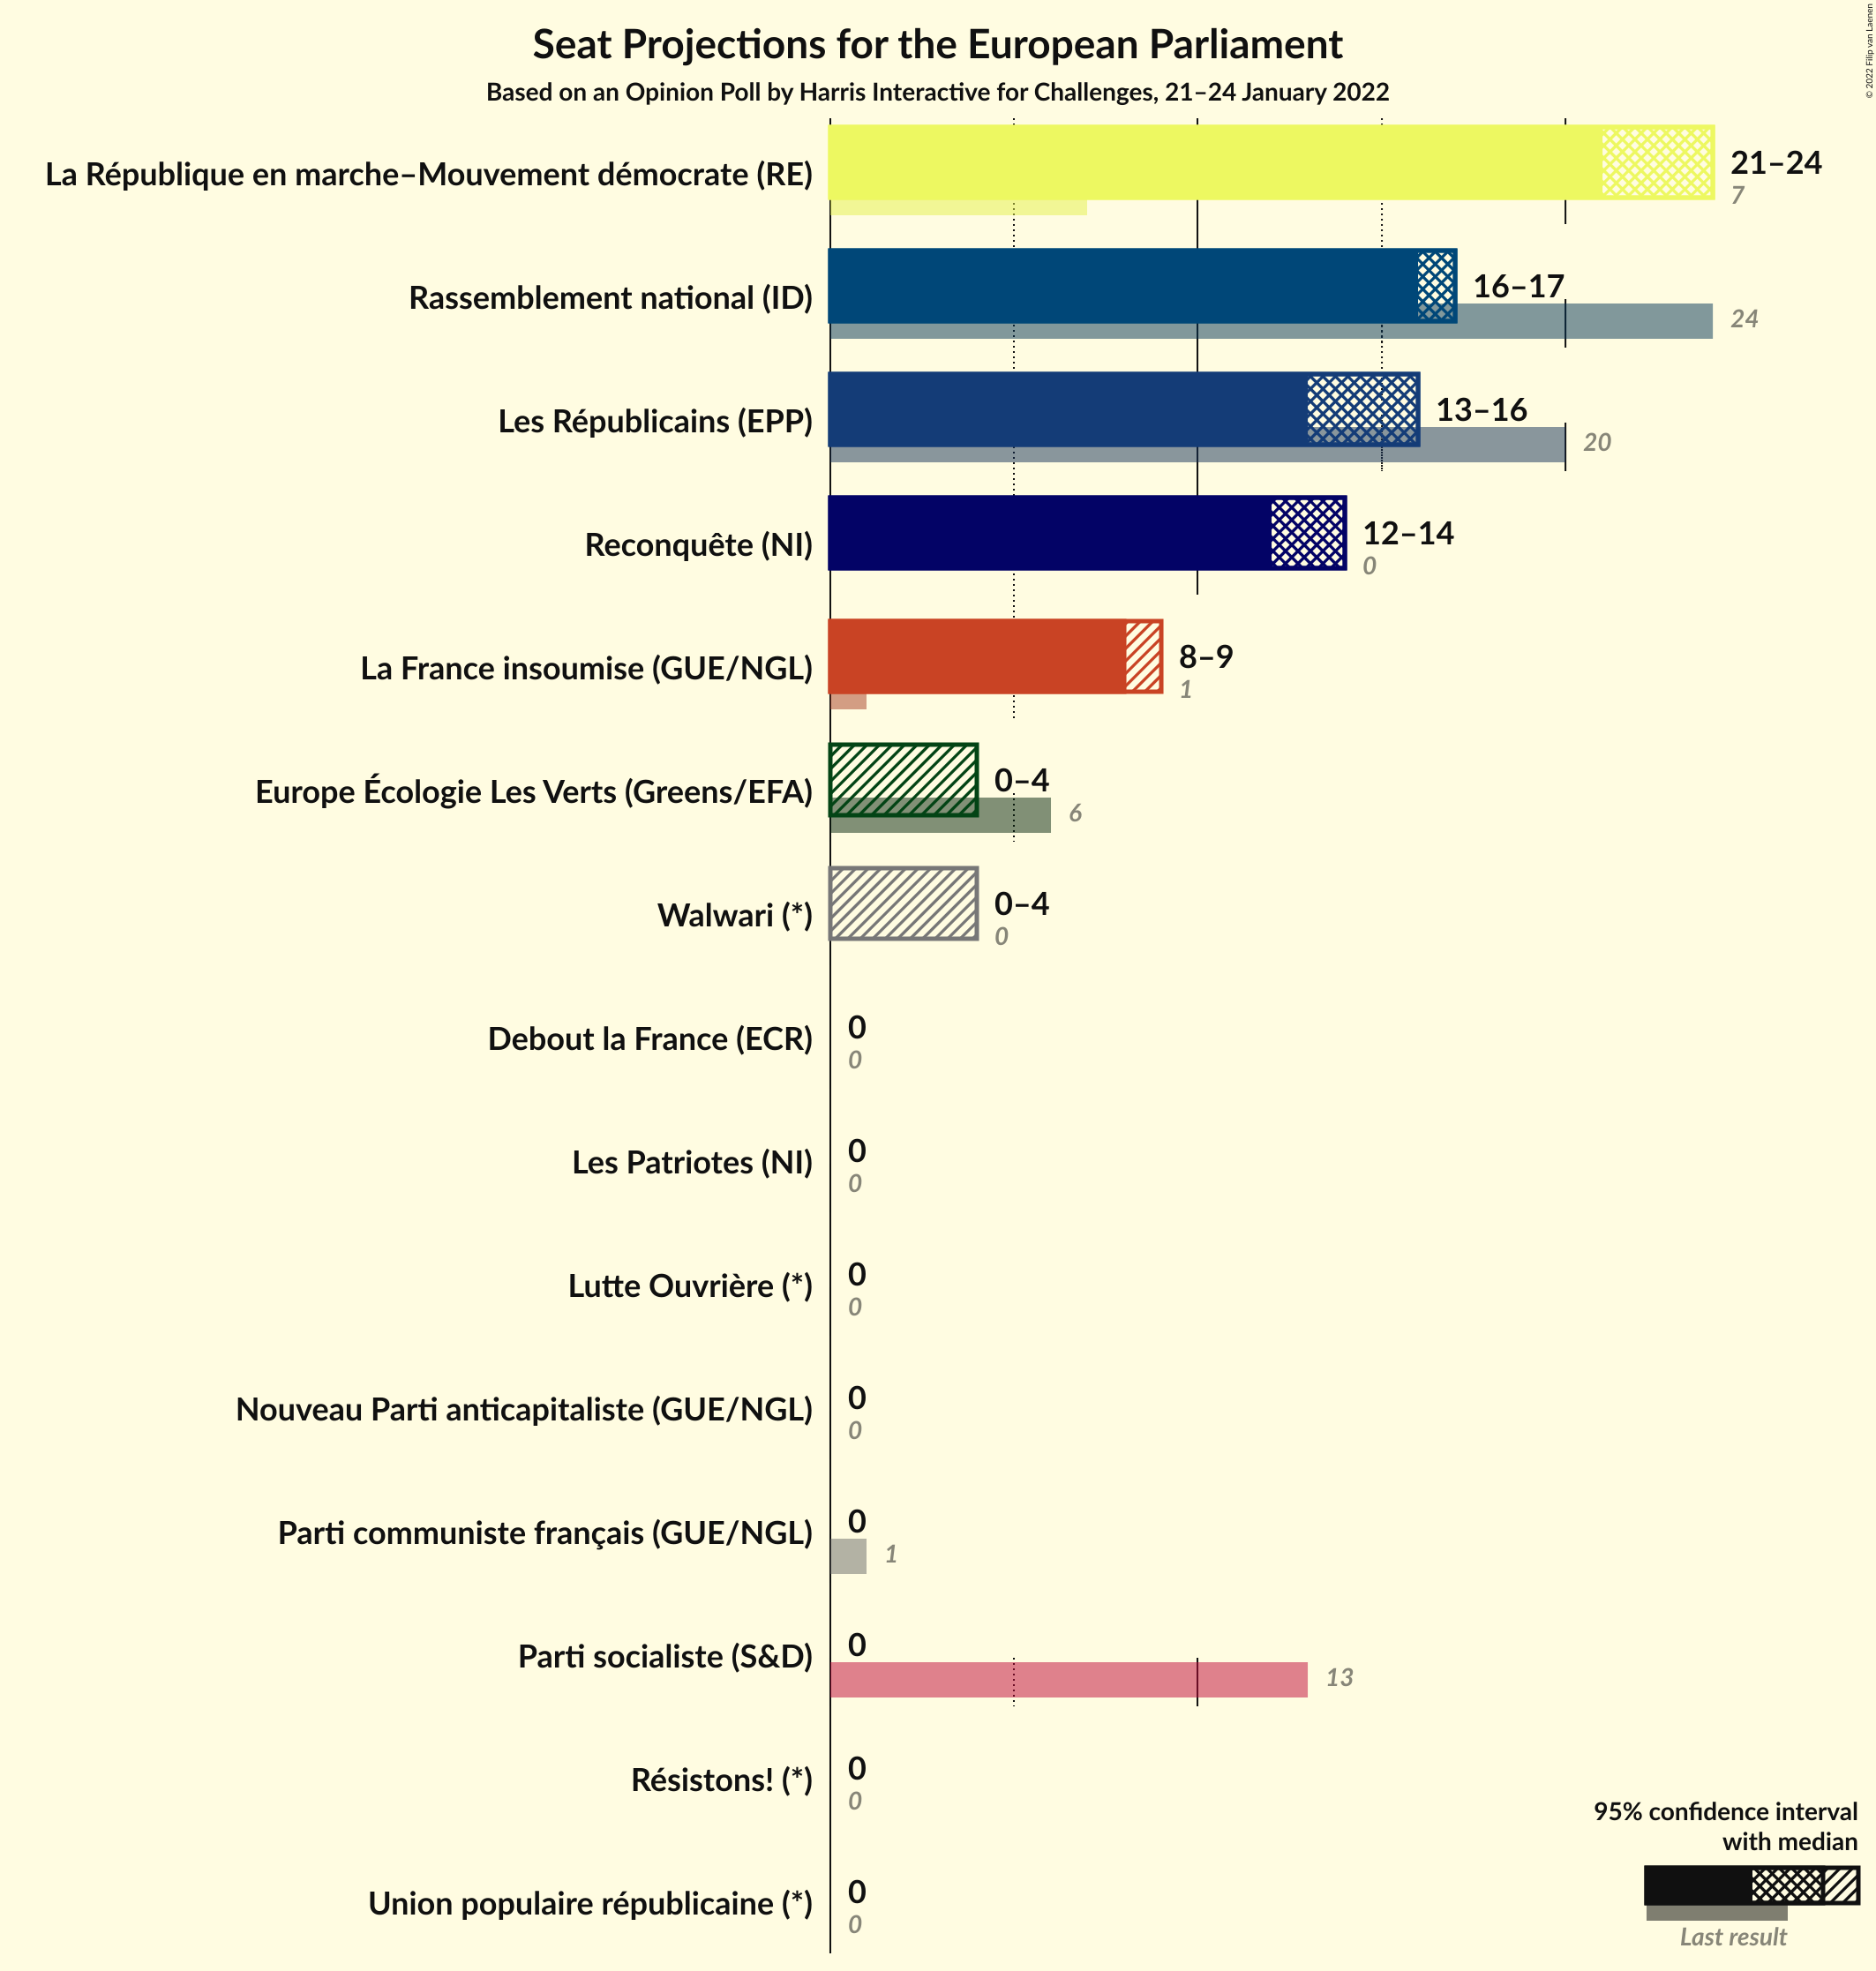 Seat Projections for the European Parliament
Based on an Opinion Poll by Harris Interactive for Challenges, 21–24 January 2022
© 2022 Filip van Laenen
La République en marche–Mouvement démocrate (RE)
21–24
7
Rassemblement national (ID)
16–17
24
Les Républicains (EPP)
13–16
20
Reconquête (NI)
12–14
0
La France insoumise (GUE/NGL)
8–9
1
Europe Écologie Les Verts (Greens/EFA)
0–4
6
Walwari (*)
0–4
0
Debout la France (ECR)
0
0
Les Patriotes (NI)
0
0
Lutte Ouvrière (*)
0
0
Nouveau Parti anticapitaliste (GUE/NGL)
0
0
Parti communiste français (GUE/NGL)
0
1
Parti socialiste (S&D)
0
13
Résistons! (*)
0
0
Union populaire républicaine (*)
0
0
95% confidence interval
with median
Last result